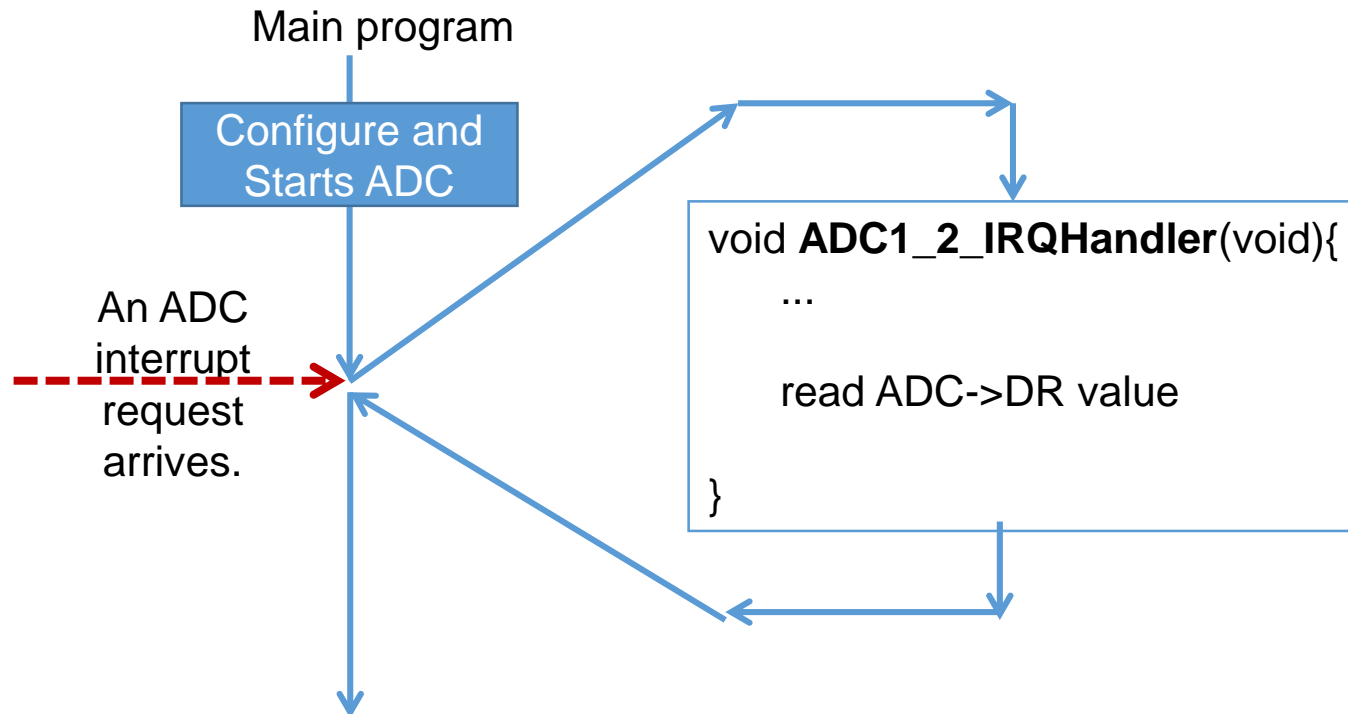 Main program
Configure and
Starts ADC
An ADC
interrupt
request
arrives.
void ADC1_2_IRQHandler(void){
...
read ADC->DR value
}